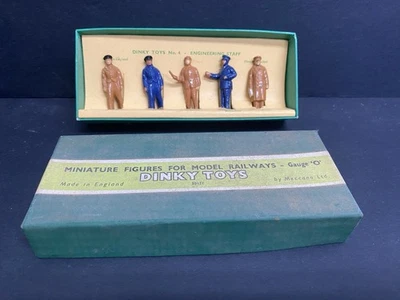 DINKY TOYS No. 4 - ENGINEERING STAFF
MINIATURE FIGURES FOR MODEL RAILWAYS - Gauge "O"
DINKY TOYS
Made in England
by Meccano Ltd.